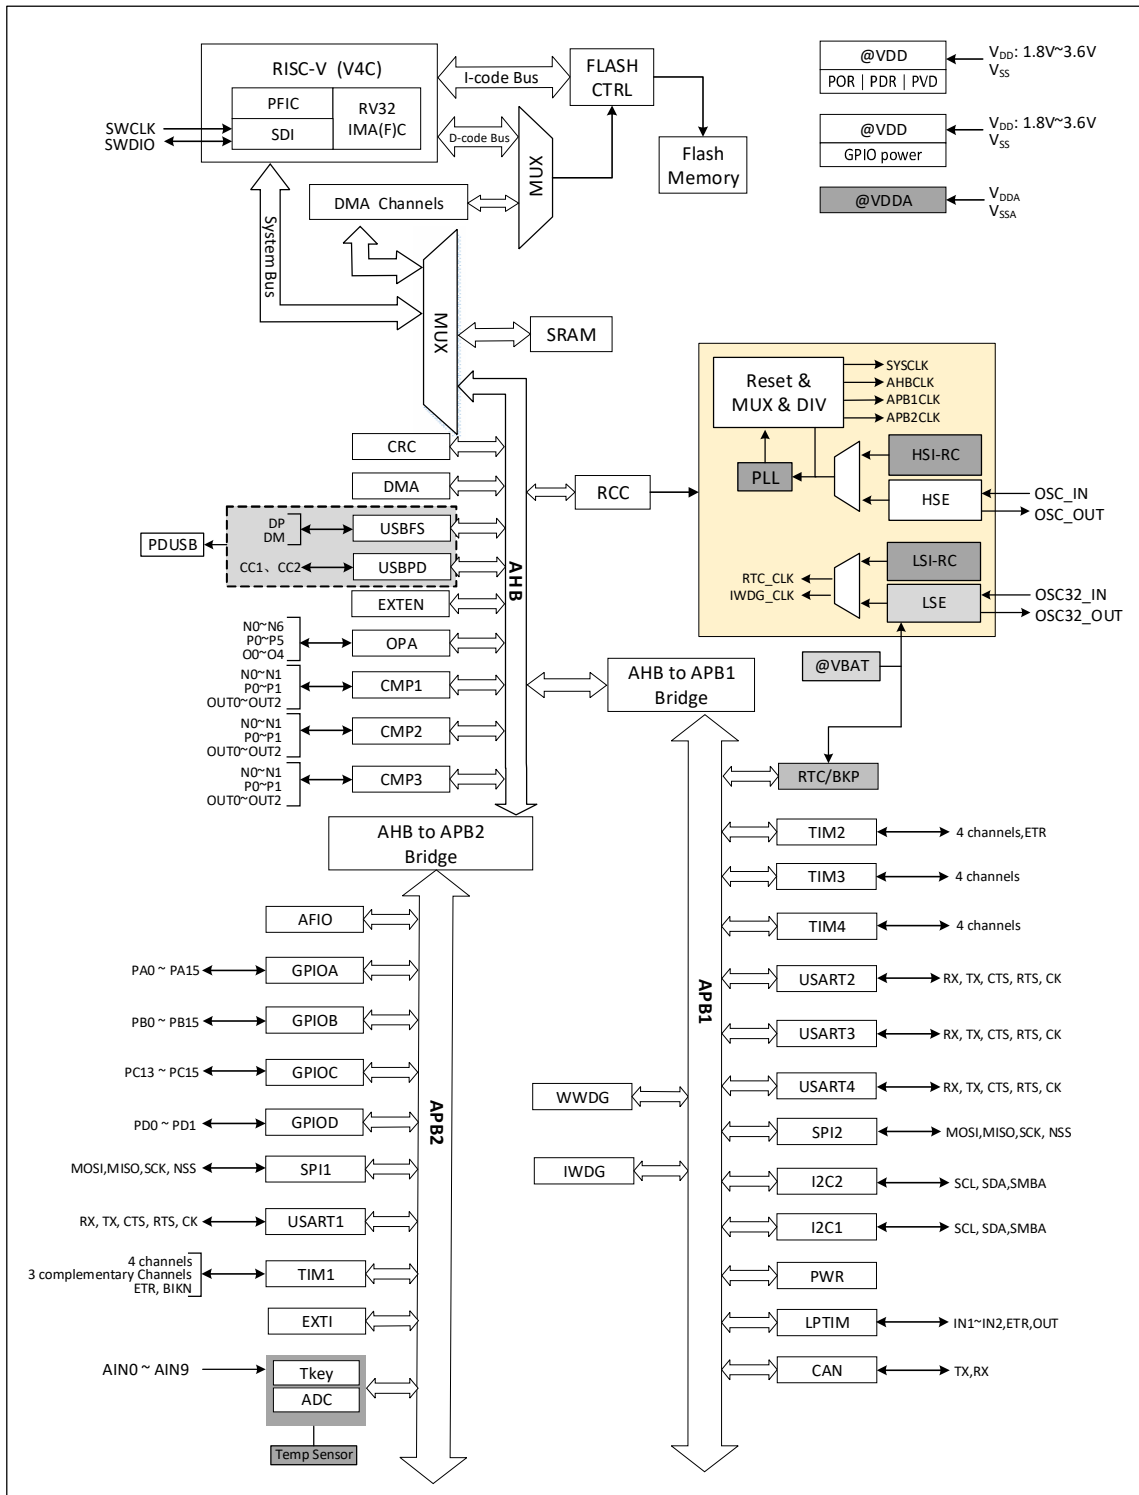 RISC-V (V4C)
PFIC
SDI
RV32
IMA(F)C
SWCLK
SWDIO
I-code Bus
D-code Bus
FLASH
CTRL
MUX
Flash
Memory
DMA Channels
System Bus
MUX
SRAM
@VDD
POR | PDR | PVD
VDD: 1.8V~3.6V
VSS
@VDD
GPIO power
VDD: 1.8V~3.6V
VSS
@VDDA
VDDA
VSSA
Reset &
MUX & DIV
SYSCLK
AHBCLK
APB1CLK
APB2CLK
PLL
HSI-RC
HSE
OSC_IN
OSC_OUT
RTC_CLK
IWDG_CLK
LSI-RC
LSE
OSC32_IN
OSC32_OUT
@VBAT
RCC
CRC
DMA
PDUSB
DP
DM
USBFS
CC1、CC2
USBPD
EXTEN
AHB
N0~N6
P0~P5
O0~O4
OPA
N0~N1
P0~P1
OUT0~OUT2
CMP1
N0~N1
P0~P1
OUT0~OUT2
CMP2
N0~N1
P0~P1
OUT0~OUT2
CMP3
AHB to APB2
Bridge
AHB to APB1
Bridge
AFIO
PA0 ~ PA15
GPIOA
PB0 ~ PB15
GPIOB
PC13 ~ PC15
GPIOC
PD0 ~ PD1
GPIOD
MOSI,MISO,SCK, NSS
SPI1
RX, TX, CTS, RTS, CK
USART1
4 channels
3 complementary Channels
ETR, BIKN
TIM1
EXTI
AIN0 ~ AIN9
Tkey
ADC
Temp Sensor
APB2
WWDG
IWDG
APB1
RTC/BKP
TIM2
4 channels,ETR
TIM3
4 channels
TIM4
4 channels
USART2
RX, TX, CTS, RTS, CK
USART3
RX, TX, CTS, RTS, CK
USART4
RX, TX, CTS, RTS, CK
SPI2
MOSI,MISO,SCK, NSS
I2C2
SCL, SDA,SMBA
I2C1
SCL, SDA,SMBA
PWR
LPTIM
IN1~IN2,ETR,OUT
CAN
TX,RX